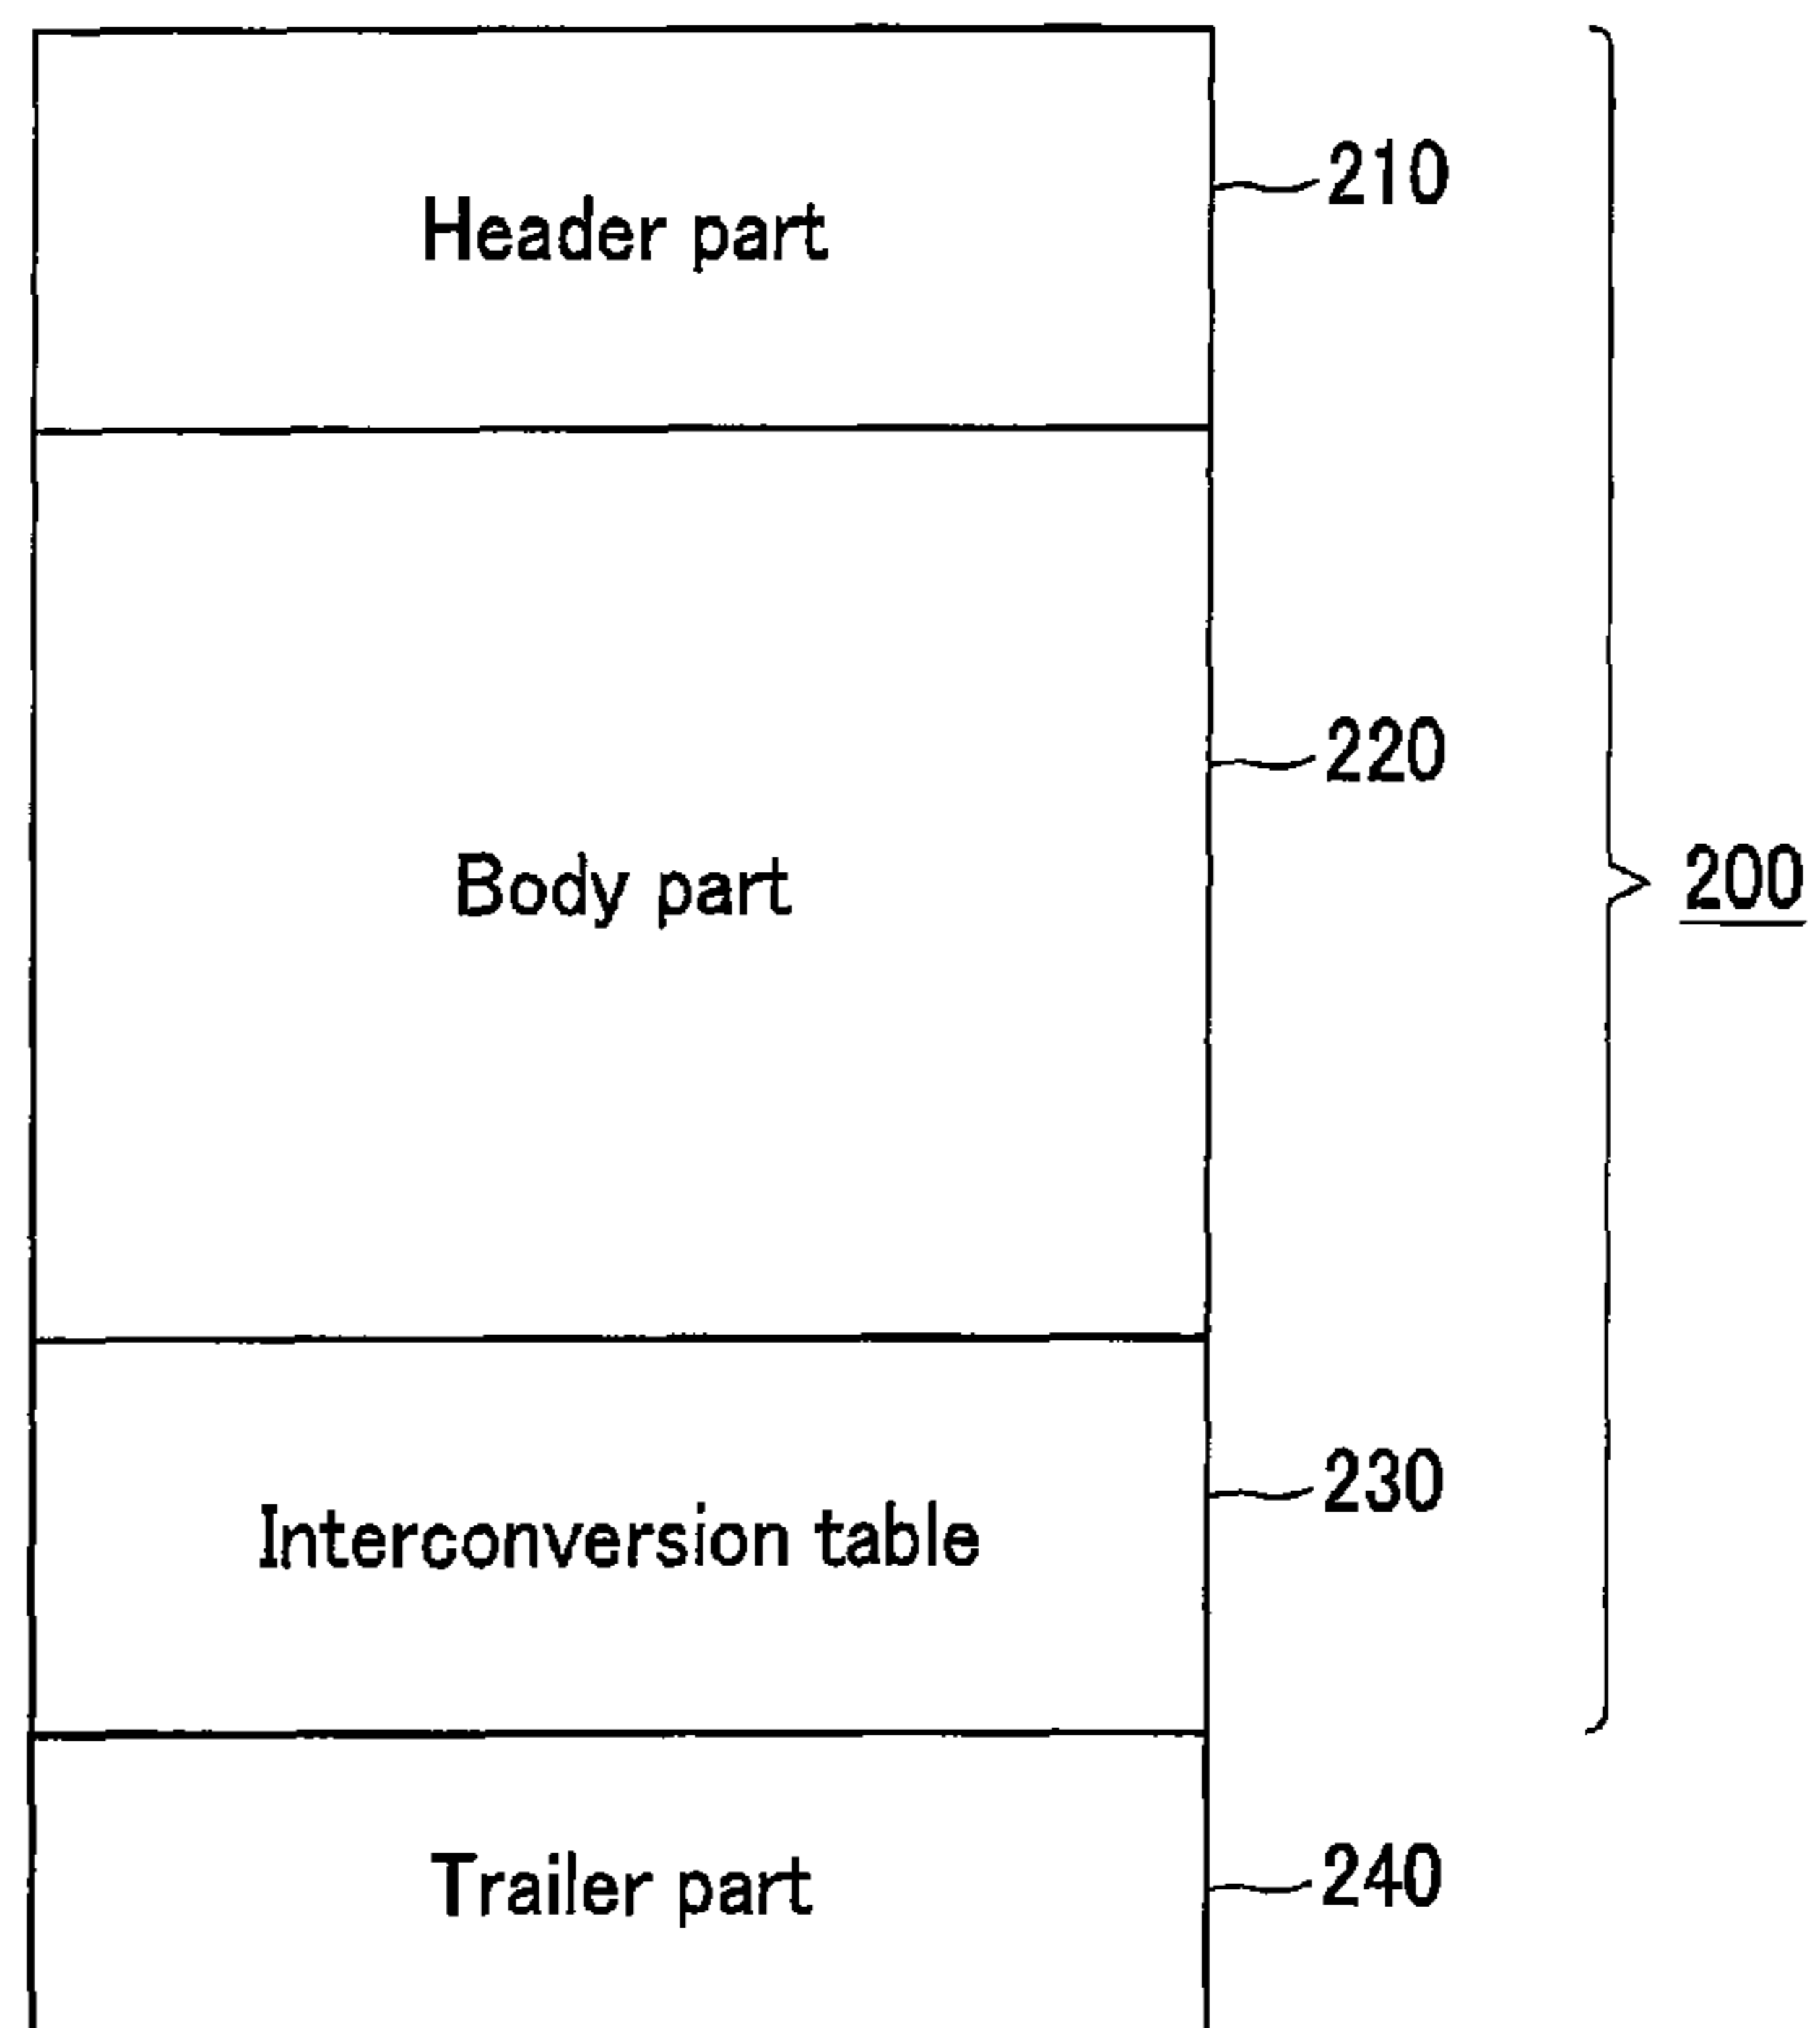 Header part
210
220
Body part
200
230
Interconversion table
Trailer part
240